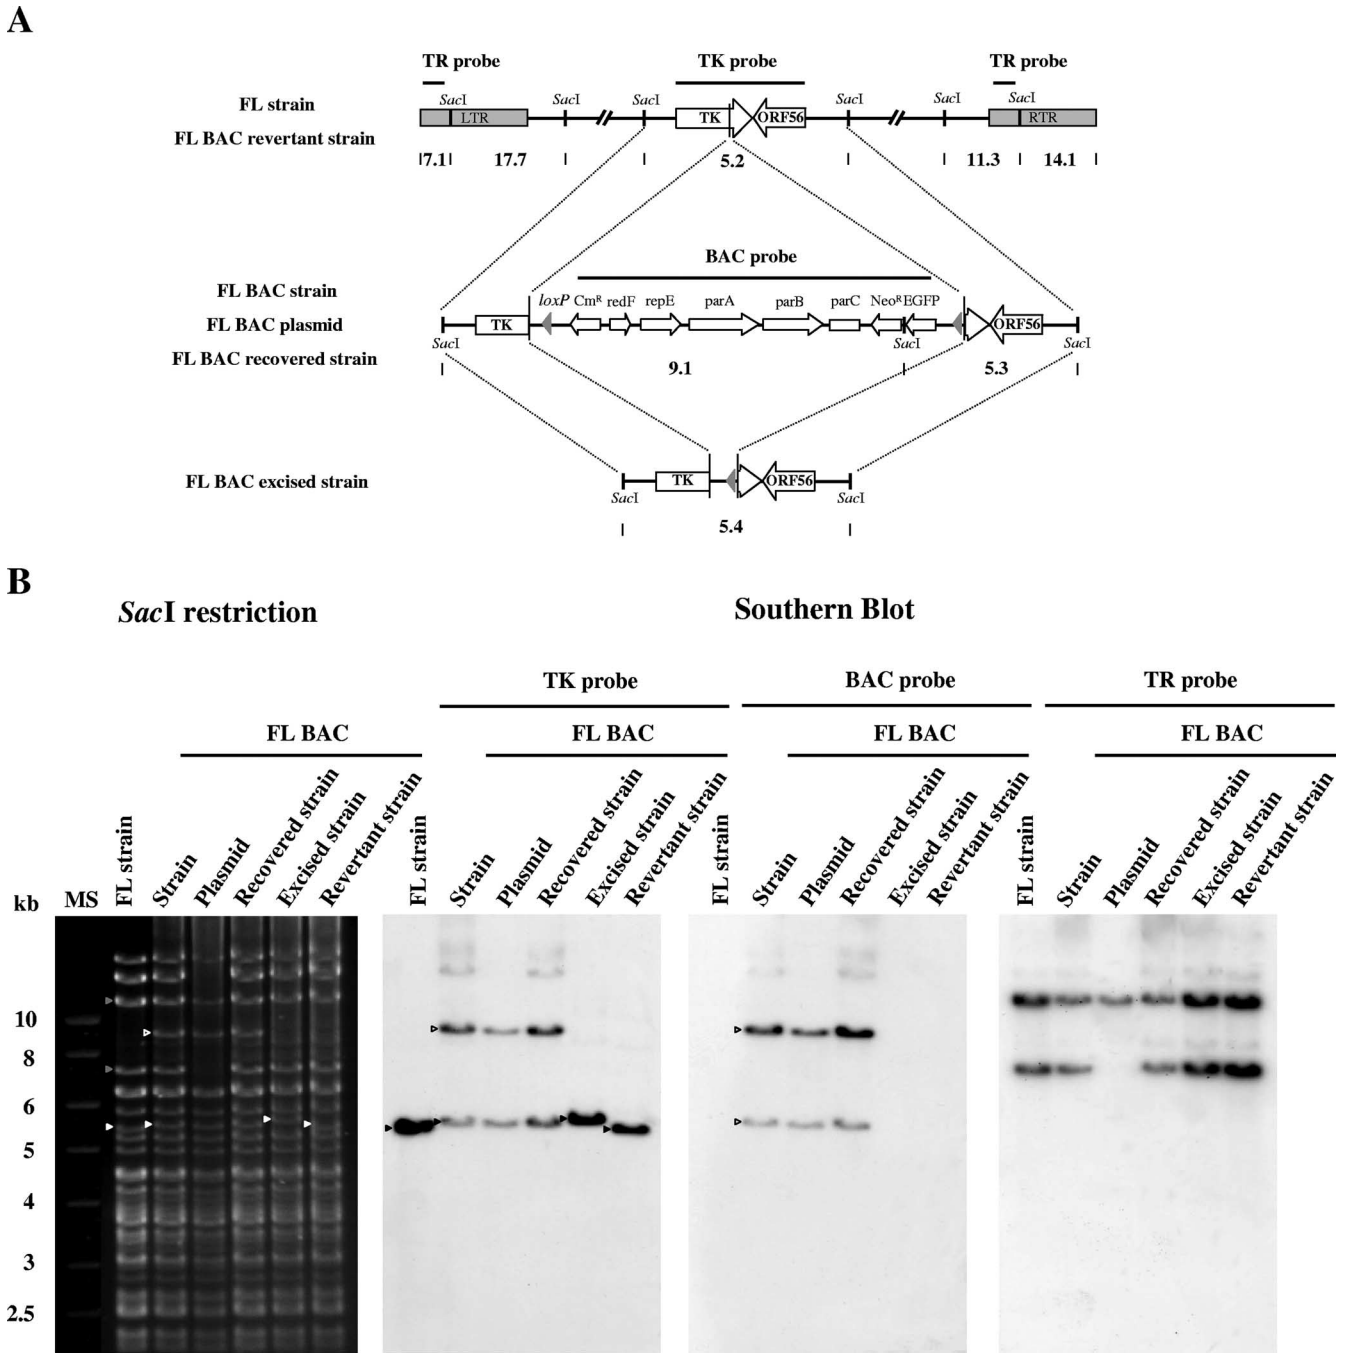 A
TR probe TK probe TR probe
FL strain
SacI SacI SacI SacI SacI SacI
LTR TK ORF56 RTR
FL BAC revertant strain
7.1 17.7 5.2 11.3 14.1
BAC probe
FL BAC strain
loxP CmR redF repE parA parB parC NeoR EGFP
FL BAC plasmid
TK ORF56
SacI SacI SacI
FL BAC recovered strain
9.1 5.3
FL BAC excised strain
TK ORF56
SacI SacI
5.4
B
SacI restriction Southern Blot
TK probe BAC probe TR probe
FL BAC FL BAC FL BAC FL BAC
FL strain Strain Plasmid Recovered strain Excised strain Revertant strain
FL strain Strain Plasmid Recovered strain Excised strain Revertant strain
FL strain Strain Plasmid Recovered strain Excised strain Revertant strain
FL strain Strain Plasmid Recovered strain Excised strain Revertant strain
kb MS
10
8
6
5
4
3
2.5